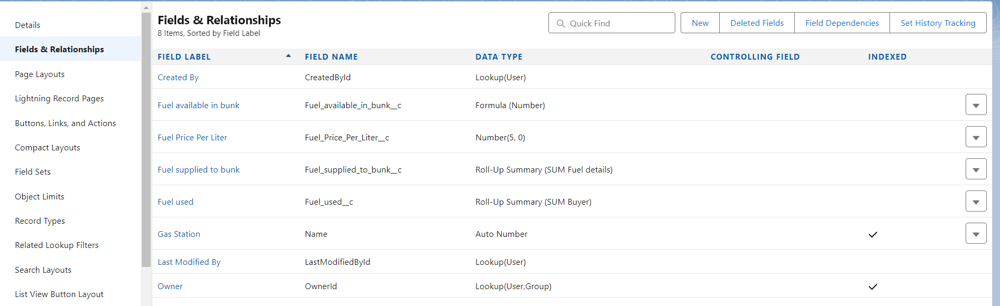 Details
Fields & Relationships
Page Layouts
Lightning Record Pages
Buttons, Links, and Actions
Compact Layouts
Field Sets
Object Limits
Record Types
Related Lookup Filters
Search Layouts
List View Button Layout
Fields & Relationships
8 Items, Sorted by Field Label
Quick Find New Deleted Fields Field Dependencies Set History Tracking
FIELD LABEL FIELD NAME DATA TYPE CONTROLLING FIELD INDEXED
Created By CreatedById Lookup(User)
Fuel available in bunk Fuel_available_in_bunk__c Formula (Number)
Fuel Price Per Liter Fuel_Price_Per_Liter__c Number(5, 0)
Fuel supplied to bunk Fuel_supplied_to_bunk__c Roll-Up Summary (SUM Fuel details)
Fuel used Fuel_used__c Roll-Up Summary (SUM Buyer)
Gas Station Name Auto Number
Last Modified By LastModifiedById Lookup(User)
Owner OwnerId Lookup(User,Group)